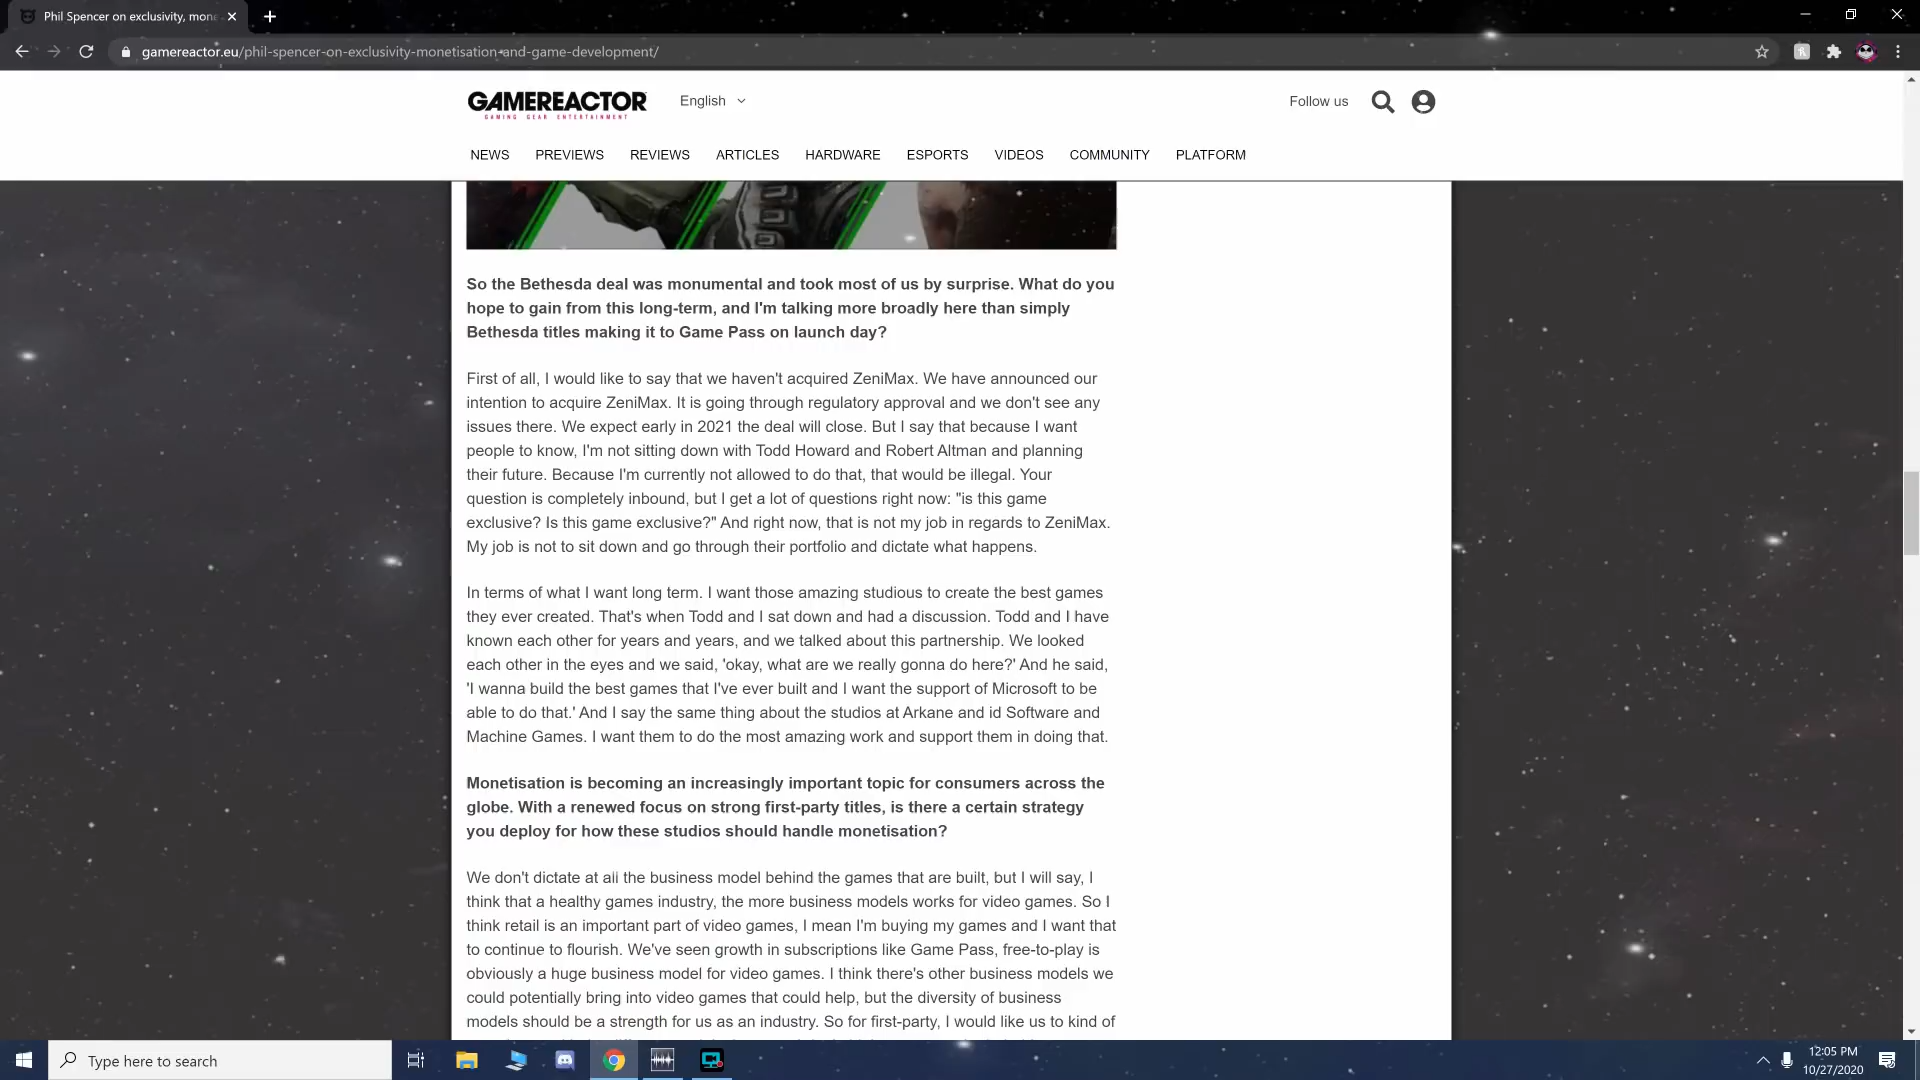 Phil Spencer on exclusivity, mone
gamereactor.eu/phil-spencer-on-exclusivity-monetisation-and-game-development/
GAMEREACTOR
GAMING GEAR ENTERTAINMENT
English
Follow us
NEWS PREVIEWS REVIEWS ARTICLES HARDWARE ESPORTS VIDEOS COMMUNITY PLATFORM
So the Bethesda deal was monumental and took most of us by surprise. What do you
hope to gain from this long-term, and I'm talking more broadly here than simply
Bethesda titles making it to Game Pass on launch day?
First of all, I would like to say that we haven't acquired ZeniMax. We have announced our
intention to acquire ZeniMax. It is going through regulatory approval and we don't see any
issues there. We expect early in 2021 the deal will close. But I say that because I want
people to know, I'm not sitting down with Todd Howard and Robert Altman and planning
their future. Because I'm currently not allowed to do that, that would be illegal. Your
question is completely inbound, but I get a lot of questions right now: "is this game
exclusive? Is this game exclusive?" And right now, that is not my job in regards to ZeniMax.
My job is not to sit down and go through their portfolio and dictate what happens.
In terms of what I want long term. I want those amazing studious to create the best games
they ever created. That's when Todd and I sat down and had a discussion. Todd and I have
known each other for years and years, and we talked about this partnership. We looked
each other in the eyes and we said, 'okay, what are we really gonna do here?' And he said,
'I wanna build the best games that I've ever built and I want the support of Microsoft to be
able to do that.' And I say the same thing about the studios at Arkane and id Software and
Machine Games. I want them to do the most amazing work and support them in doing that.
Monetisation is becoming an increasingly important topic for consumers across the
globe. With a renewed focus on strong first-party titles, is there a certain strategy
you deploy for how these studios should handle monetisation?
We don't dictate at all the business model behind the games that are built, but I will say, I
think that a healthy games industry, the more business models works for video games. So I
think retail is an important part of video games, I mean I'm buying my games and I want that
to continue to flourish. We've seen growth in subscriptions like Game Pass, free-to-play is
obviously a huge business model for video games. I think there's other business models we
could potentially bring into video games that could help, but the diversity of business
models should be a strength for us as an industry. So for first-party, I would like us to kind of
Type here to search
12:05 PM
10/27/2020